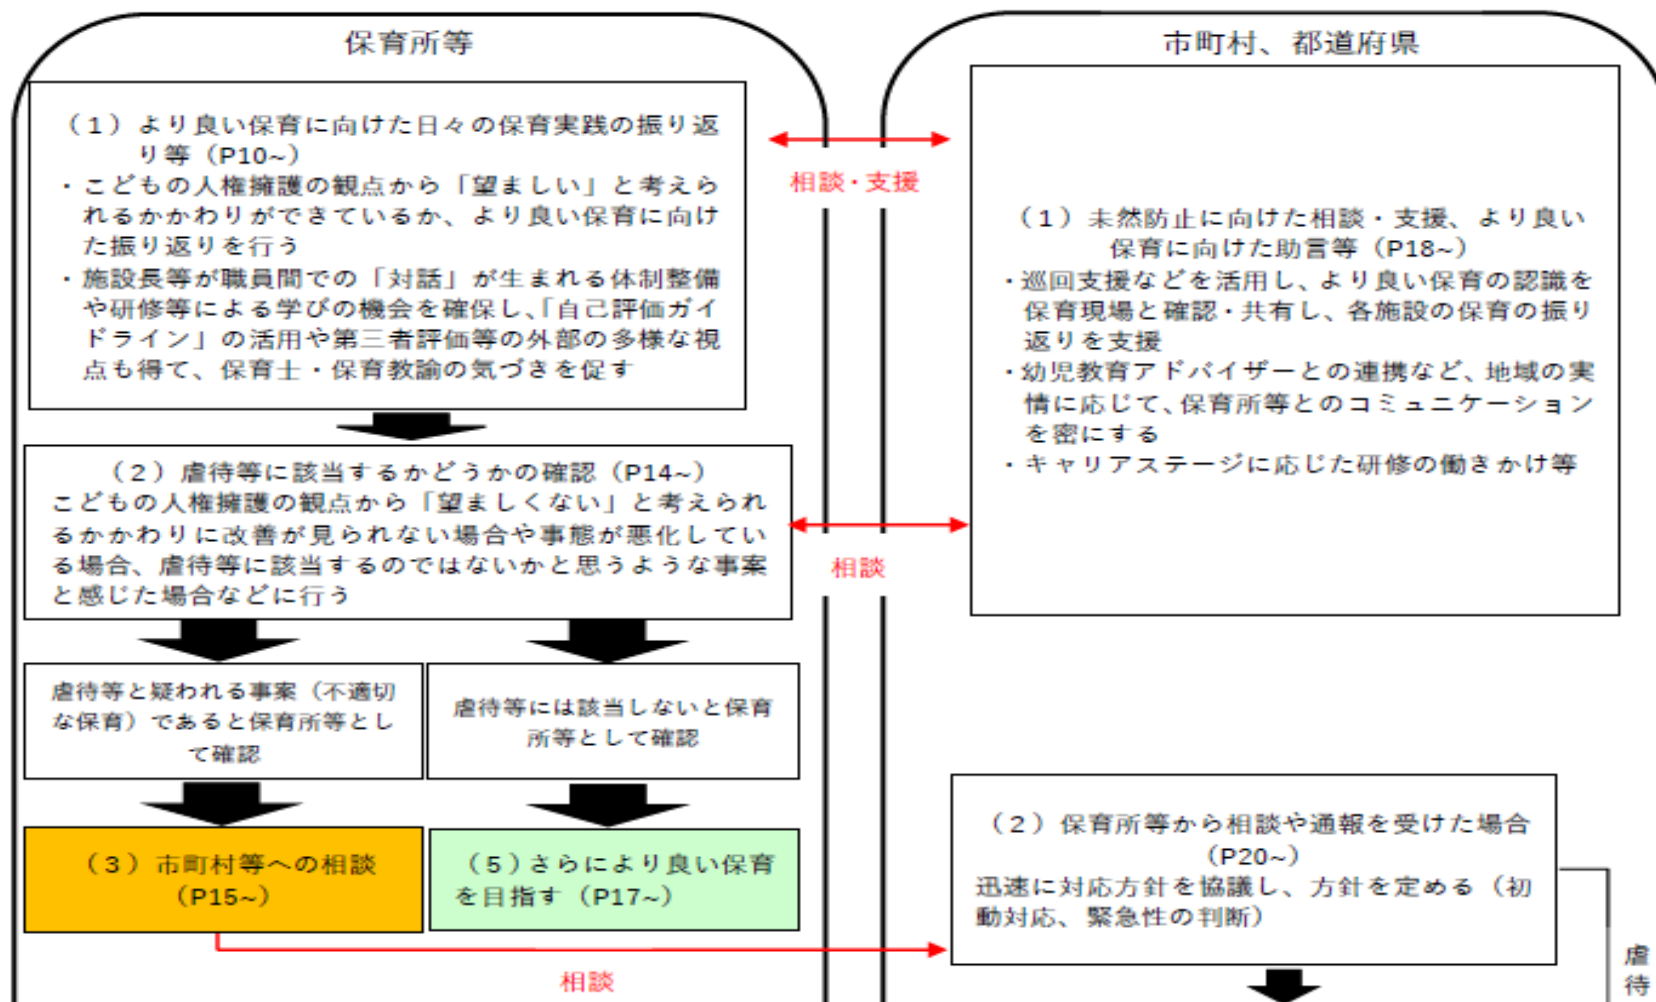 保育所等
（１）より良い保育に向けた日々の保育実践の振り返
り等（P10~）
・こどもの人権擁護の観点から「望ましい」と考えら
れるかかわりができているか、より良い保育に向け
た振り返りを行う
・施設長等が職員間での「対話」が生まれる体制整備
や研修等による学びの機会を確保し、「自己評価ガイ
ドライン」の活用や第三者評価等の外部の多様な視
点も得て、保育士・保育教諭の気づきを促す
（２）虐待等に該当するかどうかの確認（P14~）
こどもの人権擁護の観点から「望ましくない」と考えられ
るかかわりに改善が見られない場合や事態が悪化してい
る場合、虐待等に該当するのではないかと思うような事案
と感じた場合などに行う
虐待等と疑われる事案（不適切
な保育）であると保育所等とし
て確認
虐待等には該当しないと保育
所等として確認
（３）市町村等への相談
（P15~）
（５）さらにより良い保育
を目指す（P17~）
相談・支援
相談
相談
市町村、都道府県
（１）未然防止に向けた相談・支援、より良い
保育に向けた助言等（P18~）
・巡回支援などを活用し、より良い保育の認識を
保育現場と確認・共有し、各施設の保育の振り
返りを支援
・幼児教育アドバイザーとの連携など、地域の実
情に応じて、保育所等とのコミュニケーション
を密にする
・キャリアステージに応じた研修の働きかけ等
（２）保育所等から相談や通報を受けた場合
（P20~）
迅速に対応方針を協議し、方針を定める（初
動対応、緊急性の判断）
虐待